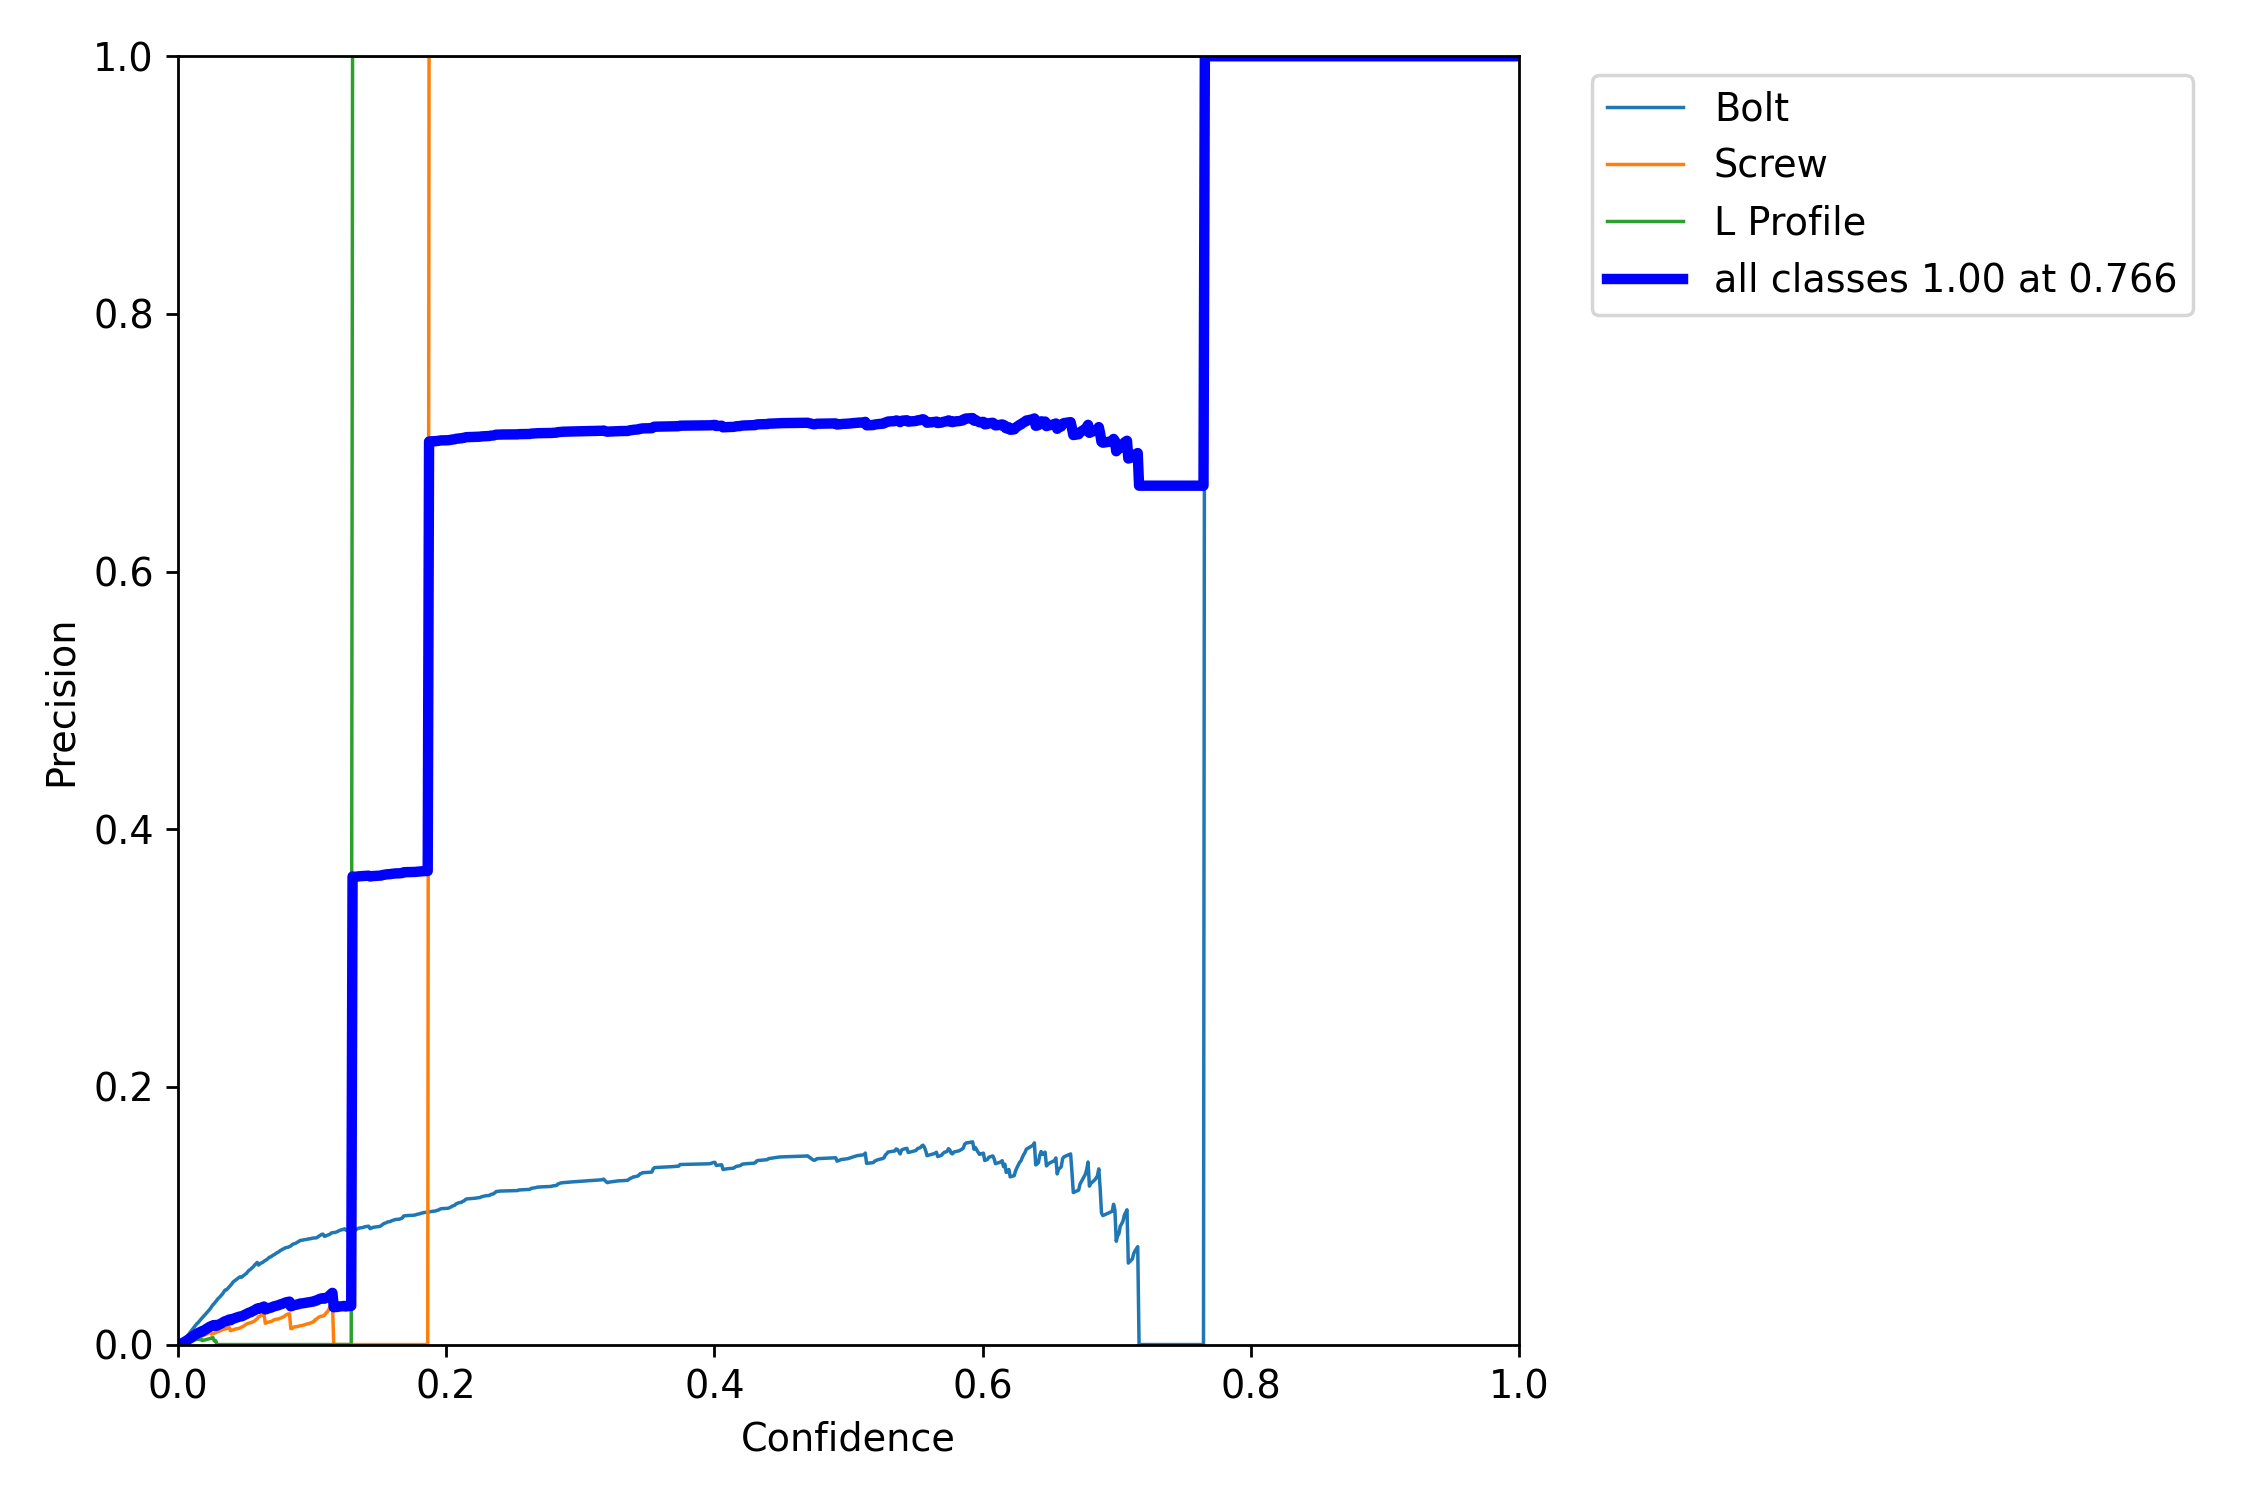 1.0
0.8
0.6
0.4
0.2
0.0
Precision
0.0 0.2 0.4 0.6 0.8 1.0
Confidence
Bolt
Screw
L Profile
all classes 1.00 at 0.766